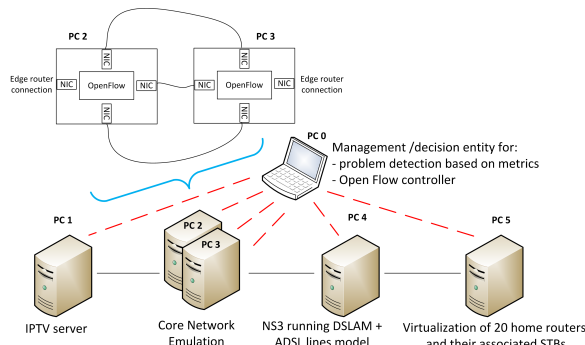 PC 2
PC 3
NIC
NIC
Edge router
connection
NIC
OpenFlow
NIC
NIC
OpenFlow
NIC
Edge router
connection
NIC
NIC
PC 0
Management /decision entity for:
- problem detection based on metrics
- Open Flow controller
PC 1
PC 2
PC 3
PC 4
PC 5
IPTV server
Core Network
Emulation
NS3 running DSLAM +
ADSL lines model
Virtualization of 20 home routers
and their associated STBs